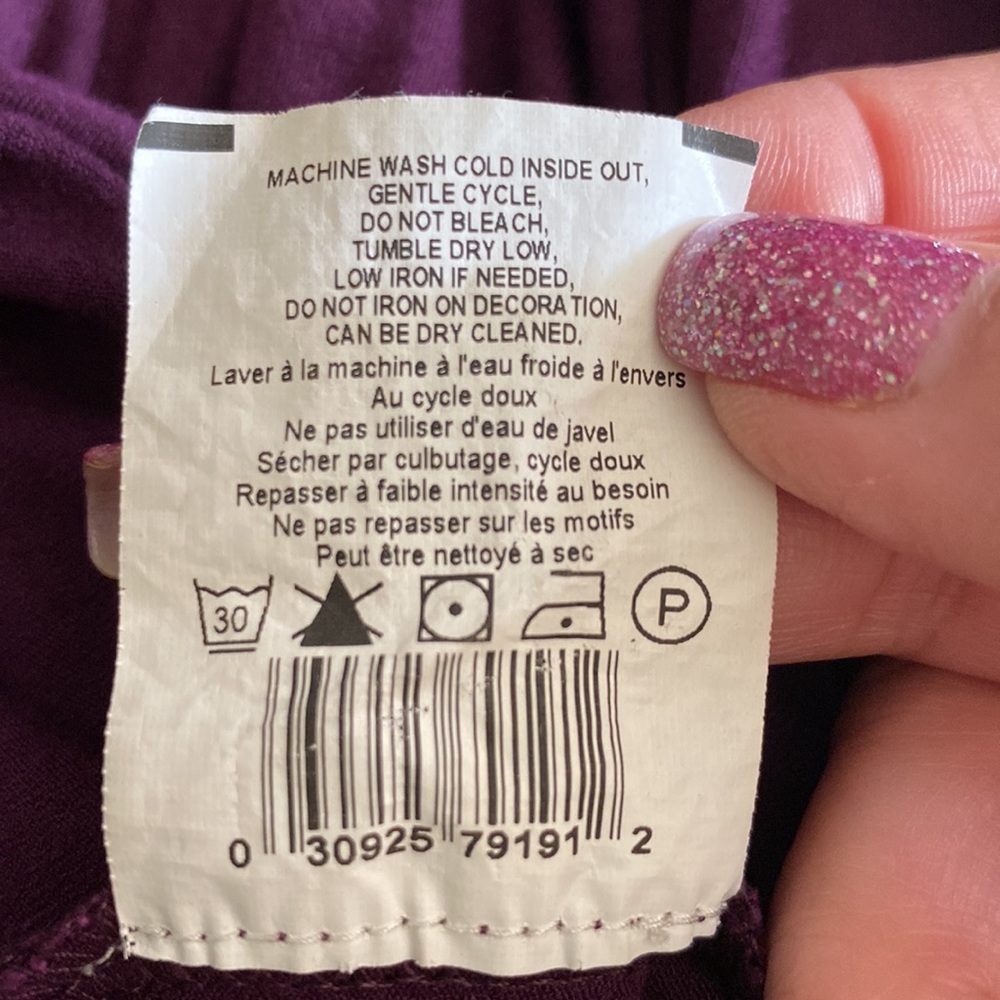 MACHINE WASH COLD INSIDE OUT,
GENTLE CYCLE,
DO NOT BLEACH,
TUMBLE DRY LOW,
LOW IRON IF NEEDED,
DO NOT IRON ON DECORATION,
CAN BE DRY CLEANED.
Laver à la machine à l'eau froide à l'envers
Au cycle doux
Ne pas utiliser d'eau de javel
Sécher par culbutage, cycle doux
Repasser à faible intensité au besoin
Ne pas repasser sur les motifs
Peut être nettoyé à sec
30 P
0 30925 79191 2